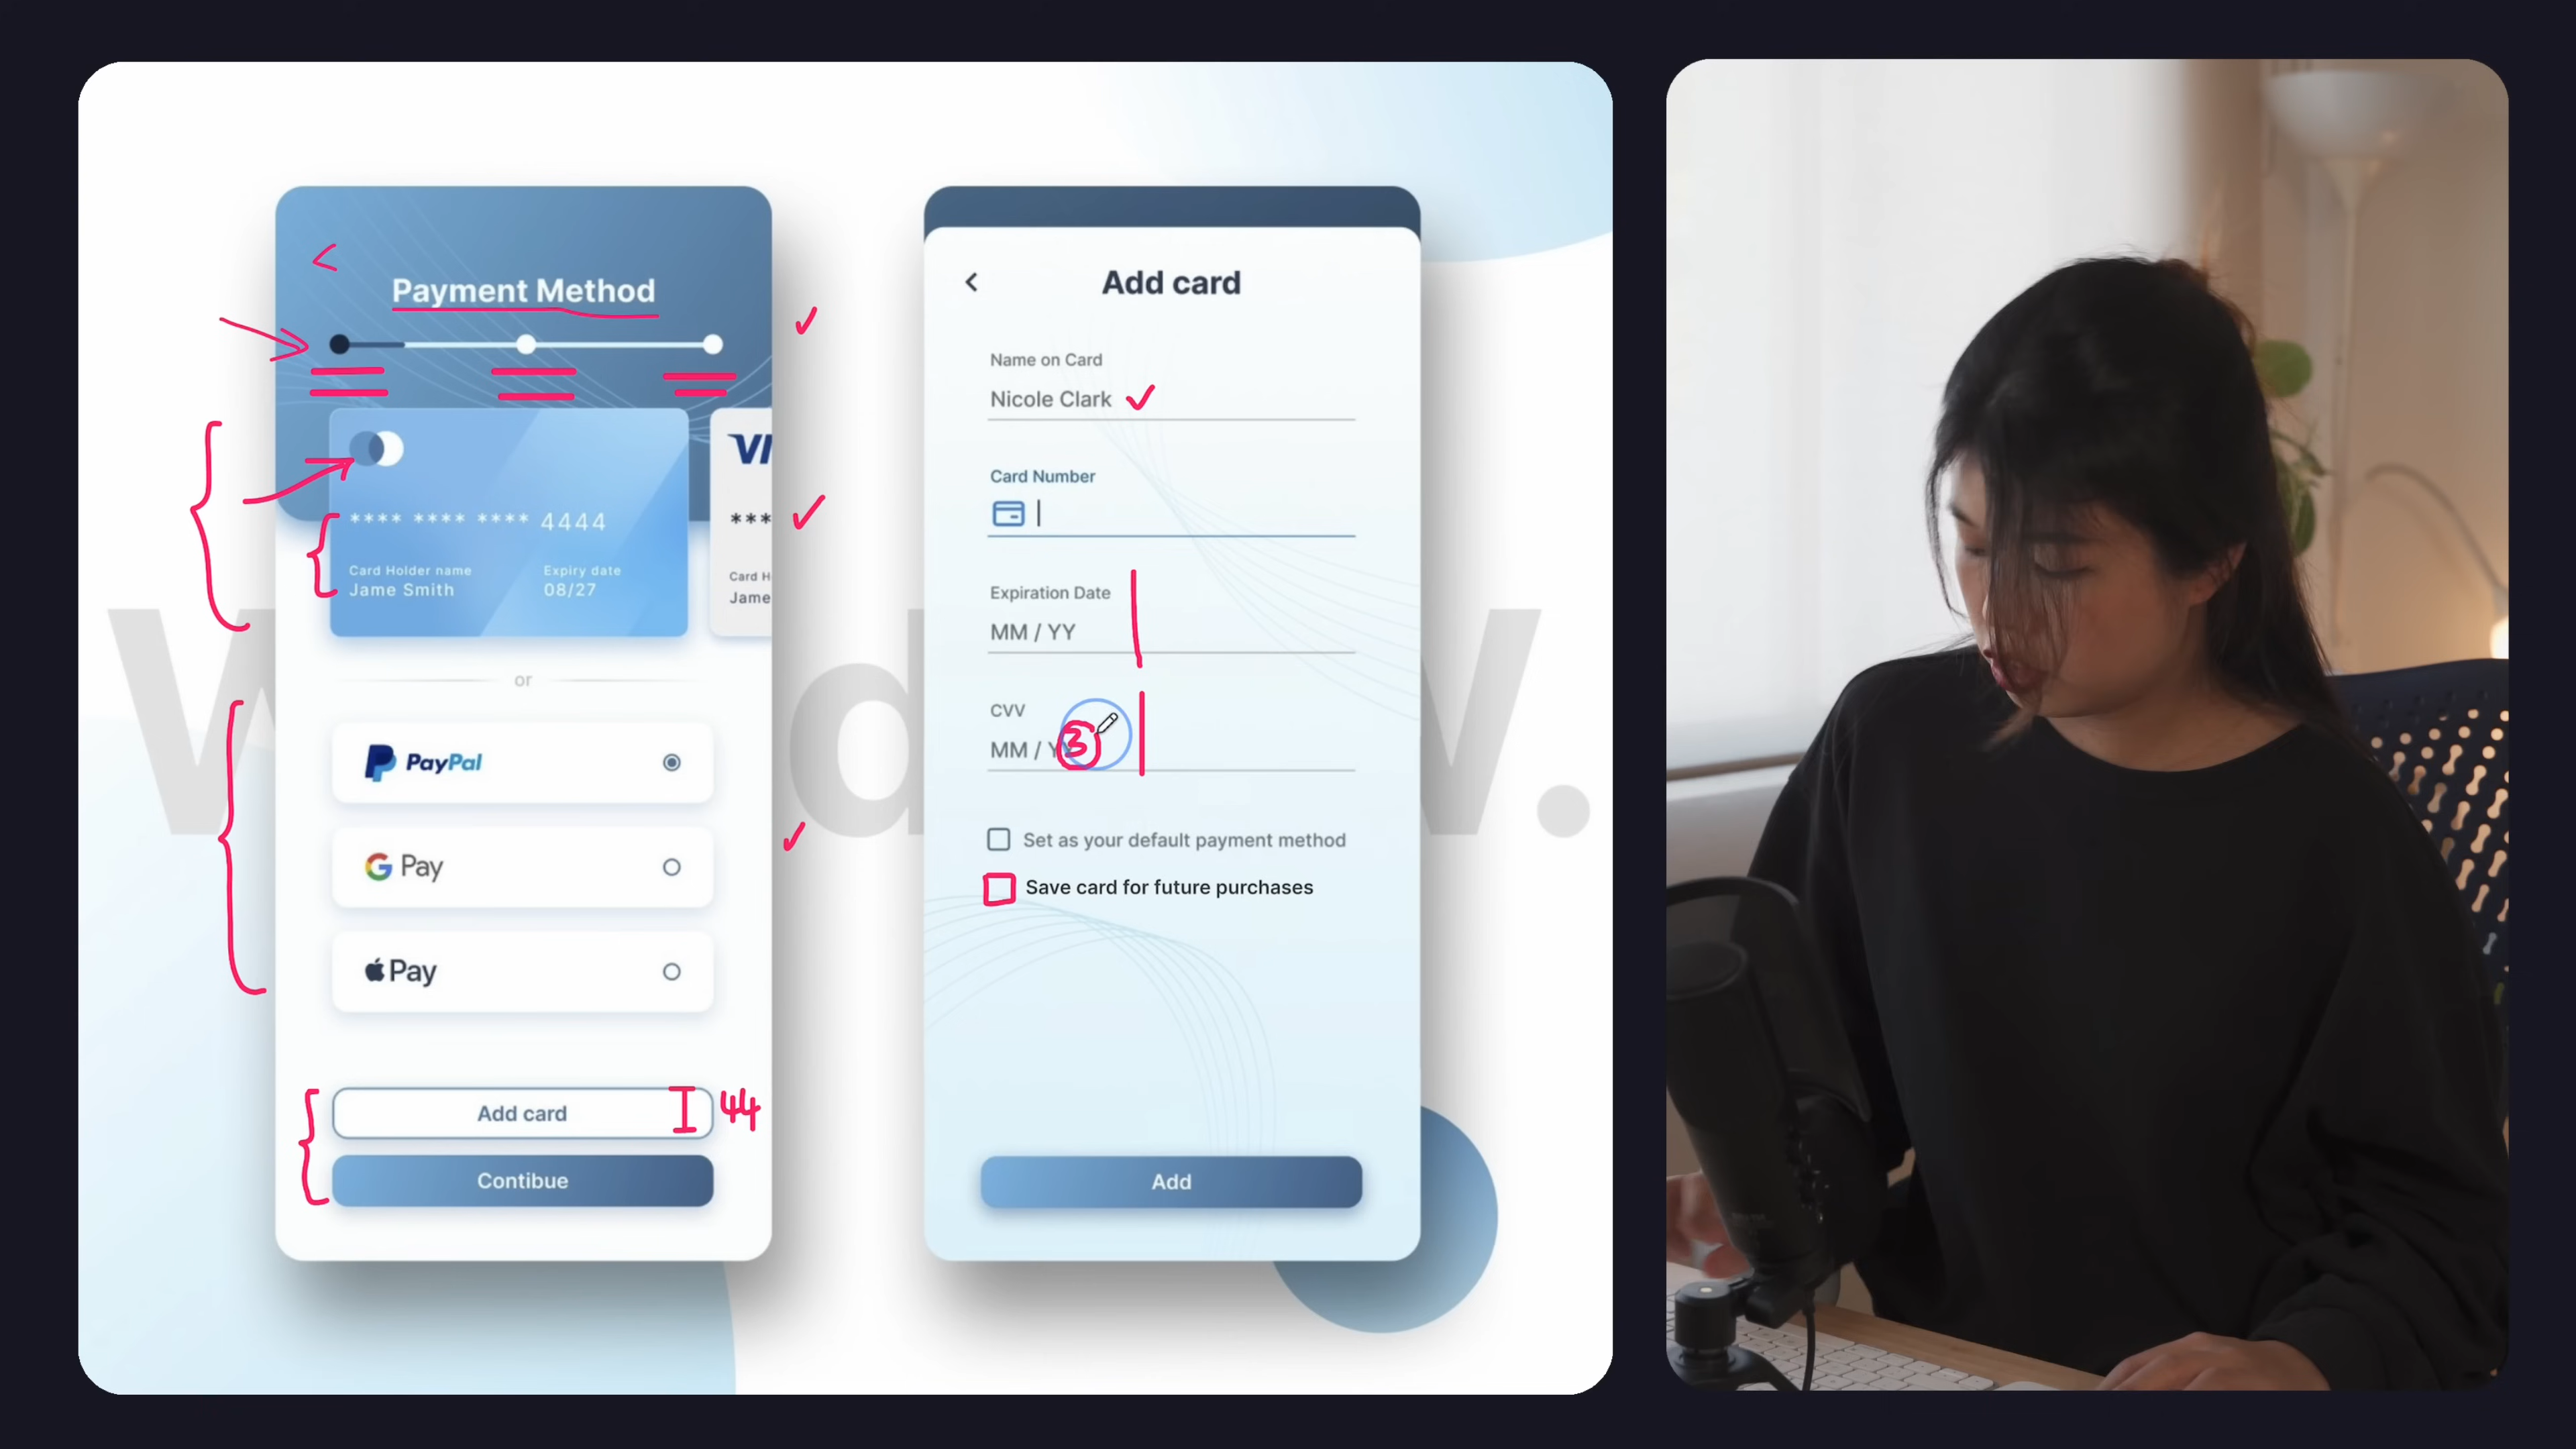 Payment Method
VI
**** **** **** 4444
***
Card Holder name
Expiry date
Jame Smith
08/27
Card H
Jame
or
PayPal
G Pay
Pay
Add card
44
Contibue
Add card
Name on Card
Nicole Clark
Card Number
Expiration Date
MM / YY
CVV
MM / Y
3
Set as your default payment method
Save card for future purchases
Add